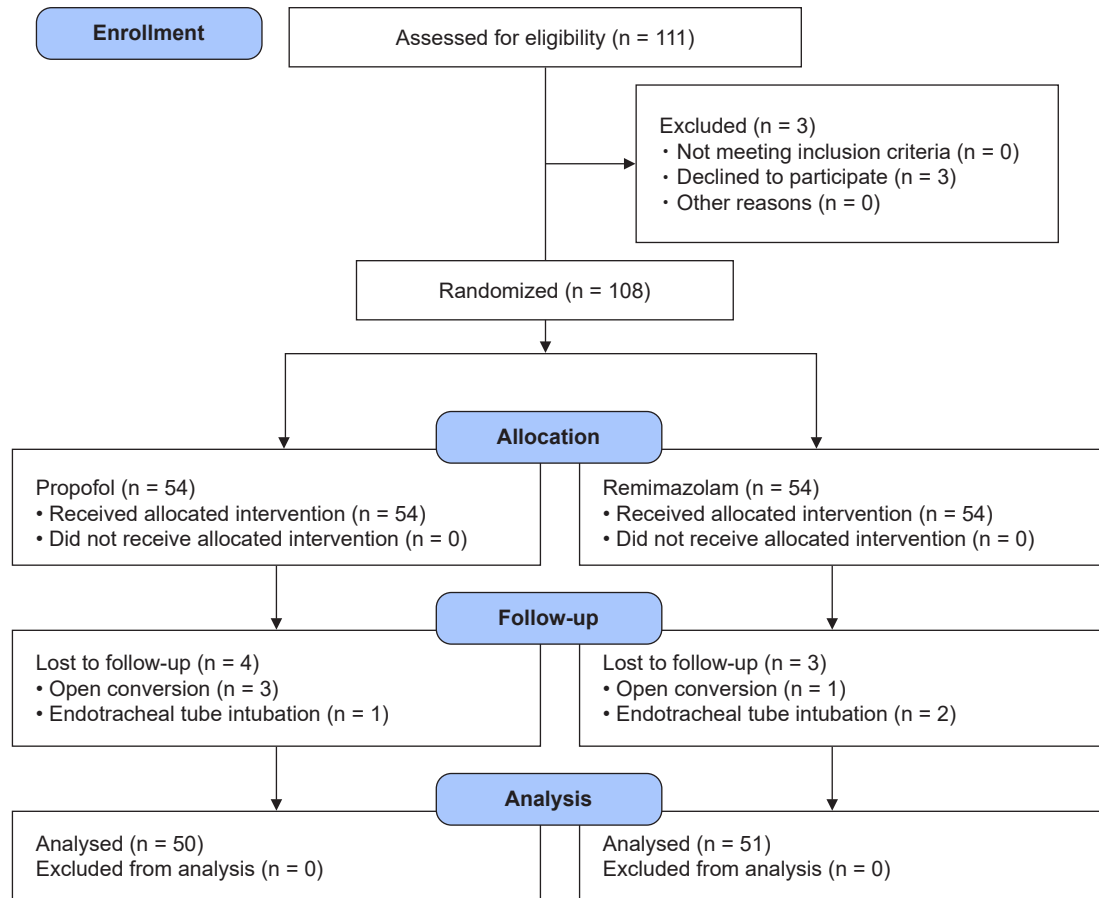 Enrollment
Assessed for eligibility (n = 111)
Excluded (n = 3)
・Not meeting inclusion criteria (n = 0)
・Declined to participate (n = 3)
・Other reasons (n = 0)
Randomized (n = 108)
Allocation
Propofol (n = 54)
• Received allocated intervention (n = 54)
• Did not receive allocated intervention (n = 0)
Remimazolam (n = 54)
• Received allocated intervention (n = 54)
• Did not receive allocated intervention (n = 0)
Follow-up
Lost to follow-up (n = 4)
• Open conversion (n = 3)
• Endotracheal tube intubation (n = 1)
Lost to follow-up (n = 3)
• Open conversion (n = 1)
• Endotracheal tube intubation (n = 2)
Analysis
Analysed (n = 50)
Excluded from analysis (n = 0)
Analysed (n = 51)
Excluded from analysis (n = 0)